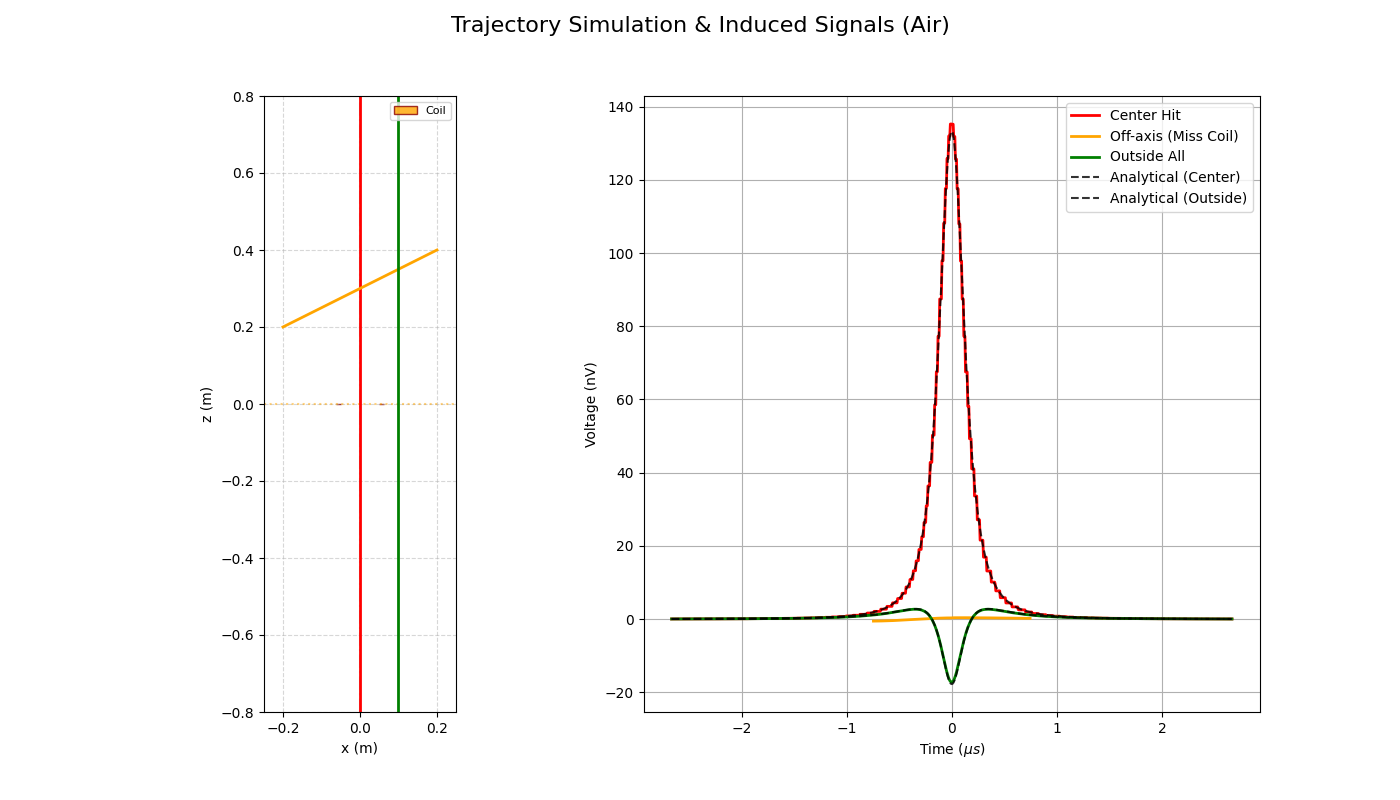 Trajectory Simulation & Induced Signals (Air)
0.8
0.6
0.4
0.2
0.0
−0.2
−0.4
−0.6
−0.8
z (m)
−0.2
0.0
0.2
x (m)
Coil
140
120
100
80
60
40
20
0
−20
Voltage (nV)
−2
−1
0
1
2
Time (μs)
Center Hit
Off-axis (Miss Coil)
Outside All
Analytical (Center)
Analytical (Outside)